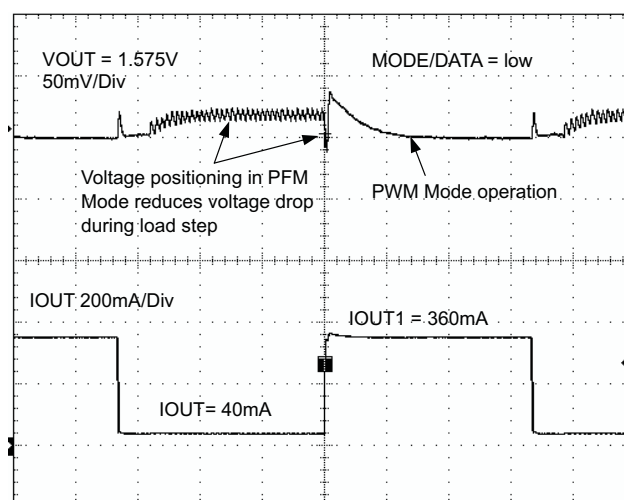 VOUT = 1.575V
50mV/Div
MODE/DATA = low
Voltage positioning in PFM
Mode reduces voltage drop
during load step
PWM Mode operation
IOUT 200mA/Div
IOUT1 = 360mA
IOUT= 40mA